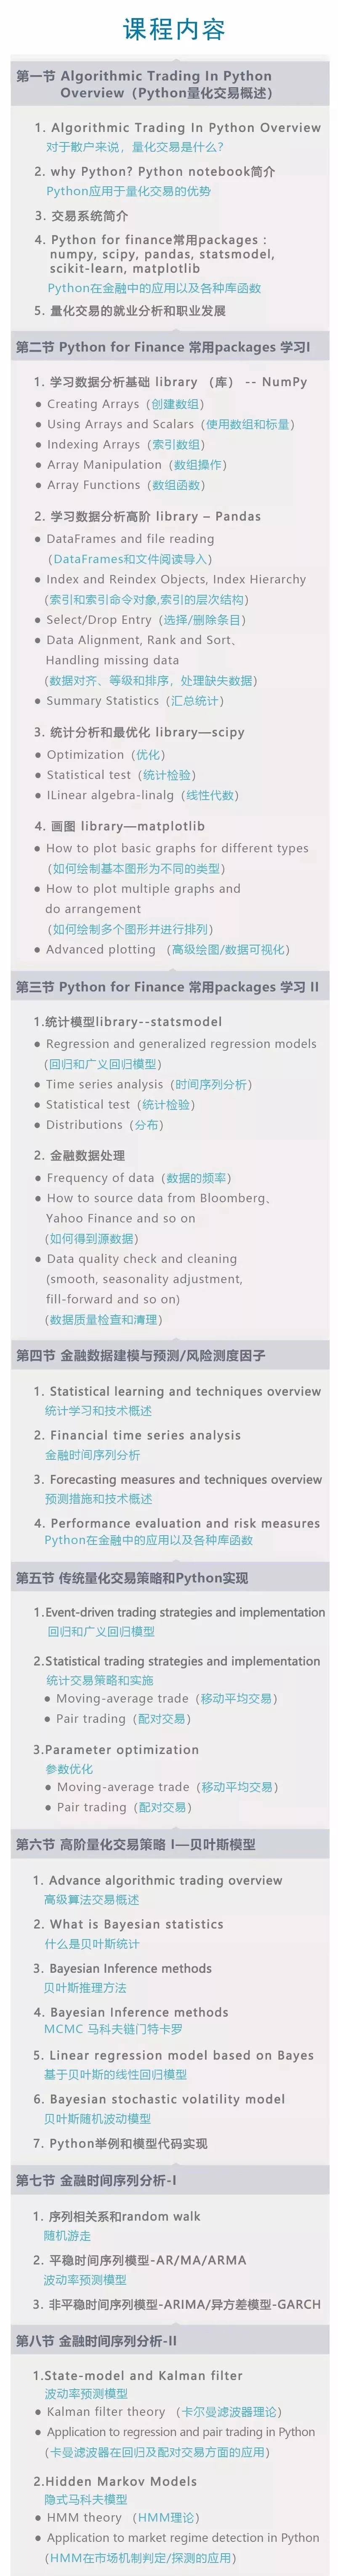 课程内容
第一节 Algorithmic Trading In Python
Overview（Python量化交易概述）
1. Algorithmic Trading In Python Overview
对于散户来说，量化交易是什么?
2. why Python? Python notebook简介
Python应用于量化交易的优势
3. 交易系统简介
4. Python for finance常用packages :
numpy, scipy, pandas, statsmodel,
scikit-learn, matplotlib
Python在金融中的应用以及各种库函数
5. 量化交易的就业分析和职业发展
第二节 Python for Finance 常用packages 学习I
1. 学习数据分析基础 library （库） -- NumPy
● Creating Arrays（创建数组）
● Using Arrays and Scalars（使用数组和标量）
● Indexing Arrays（索引数组）
● Array Manipulation（数组操作）
● Array Functions（数组函数）
2. 学习数据分析高阶 library – Pandas
● DataFrames and file reading
（DataFrames和文件阅读导入）
● Index and Reindex Objects, Index Hierarchy
（索引和索引命令对象,索引的层次结构）
● Select/Drop Entry（选择/删除条目）
● Data Alignment, Rank and Sort、
Handling missing data
（数据对齐、等级和排序，处理缺失数据）
● Summary Statistics（汇总统计）
3. 统计分析和最优化 library—scipy
● Optimization（优化）
● Statistical test（统计检验）
● ILinear algebra-linalg（线性代数）
4. 画图 library—matplotlib
● How to plot basic graphs for different types
（如何绘制基本图形为不同的类型）
● How to plot multiple graphs and
do arrangement
（如何绘制多个图形并进行排列）
● Advanced plotting （高级绘图/数据可视化）
第三节 Python for Finance 常用packages 学习 II
1.统计模型library--statsmodel
● Regression and generalized regression models
（回归和广义回归模型）
● Time series analysis（时间序列分析）
● Statistical test（统计检验）
● Distributions（分布）
2. 金融数据处理
● Frequency of data（数据的频率）
● How to source data from Bloomberg、
Yahoo Finance and so on
（如何得到源数据）
● Data quality check and cleaning
(smooth, seasonality adjustment,
fill-forward and so on)
（数据质量检查和清理）
第四节 金融数据建模与预测/风险测度因子
1. Statistical learning and techniques overview
统计学习和技术概述
2. Financial time series analysis
金融时间序列分析
3. Forecasting measures and techniques overview
预测措施和技术概述
4. Performance evaluation and risk measures
Python在金融中的应用以及各种库函数
第五节 传统量化交易策略和Python实现
1.Event-driven trading strategies and implementation
回归和广义回归模型
2.Statistical trading strategies and implementation
统计交易策略和实施
● Moving-average trade（移动平均交易）
● Pair trading（配对交易）
3.Parameter optimization
参数优化
● Moving-average trade（移动平均交易）
● Pair trading（配对交易）
第六节 高阶量化交易策略 I—贝叶斯模型
1. Advance algorithmic trading overview
高级算法交易概述
2. What is Bayesian statistics
什么是贝叶斯统计
3. Bayesian Inference methods
贝叶斯推理方法
4. Bayesian Inference methods
MCMC 马科夫链门特卡罗
5. Linear regression model based on Bayes
基于贝叶斯的线性回归模型
6. Bayesian stochastic volatility model
贝叶斯随机波动模型
7. Python举例和模型代码实现
第七节 金融时间序列分析-I
1. 序列相关系和random walk
随机游走
2. 平稳时间序列模型-AR/MA/ARMA
波动率预测模型
3. 非平稳时间序列模型-ARIMA/异方差模型-GARCH
第八节 金融时间序列分析-II
1.State-model and Kalman filter
波动率预测模型
● Kalman filter theory （卡尔曼滤波器理论）
● Application to regression and pair trading in Python
（卡曼滤波器在回归及配对交易方面的应用）
2.Hidden Markov Models
隐式马科夫模型
● HMM theory （HMM理论）
● Application to market regime detection in Python
（HMM在市场机制判定/探测的应用）